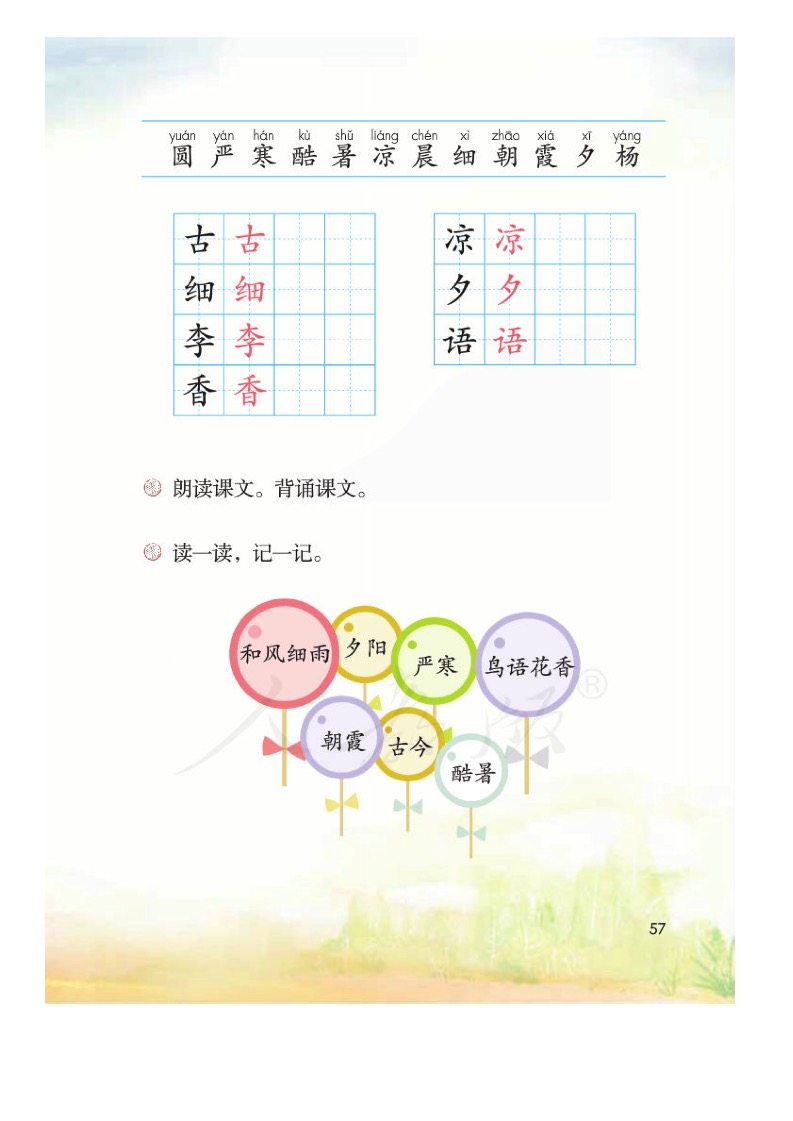 yuán yán hán kù shǔ liáng chén xì zhāo xiá xī yáng
圆 严 寒 酷 暑 凉 晨 细 朝 霞 夕 杨
古 古 凉 凉
细 细 夕 夕
李 李 语 语
香 香
朗读课文。背诵课文。
读一读，记一记。
和风细雨 夕阳 严寒 鸟语花香
朝霞 古今 酷暑
人教版®
57